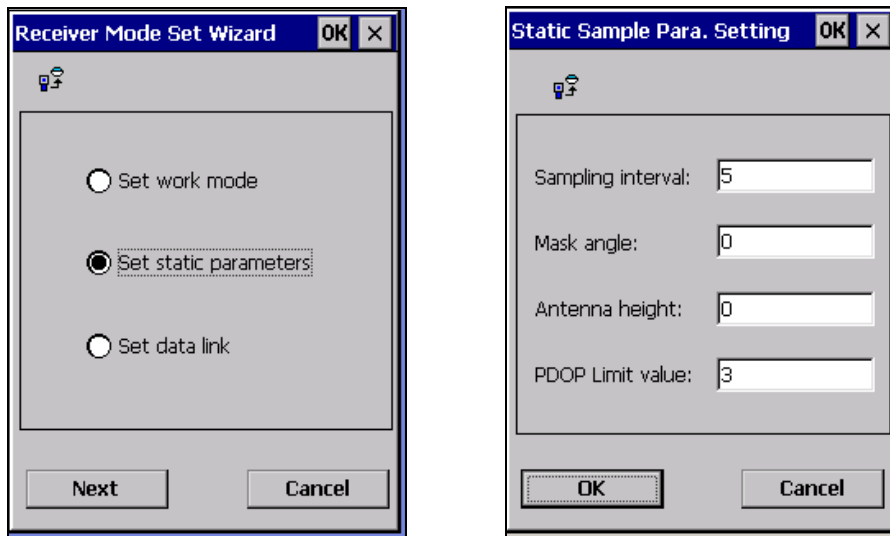 Receiver Mode Set Wizard OK ×
Set work mode
Set static parameters
Set data link
Next Cancel
Static Sample Para. Setting OK ×
Sampling interval: 5
Mask angle: 0
Antenna height: 0
PDOP Limit value: 3
OK Cancel